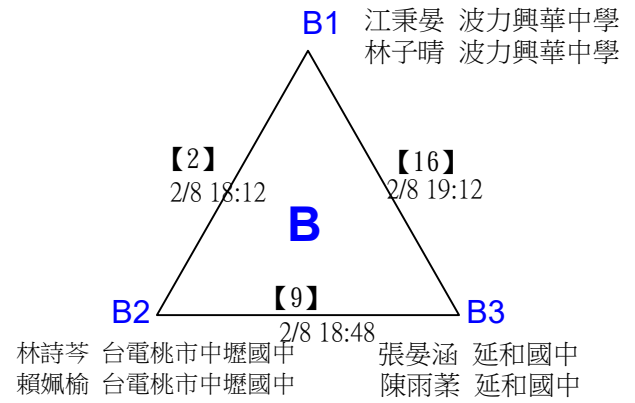 B1
江秉晏 波力興華中學
林子晴 波力興華中學
【2】
2/8 18:12
【16】
2/8 19:12
B
【9】
2/8 18:48
B2
B3
林詩芩 台電桃市中壢國中
賴姵榆 台電桃市中壢國中
張晏涵 延和國中
陳雨葇 延和國中